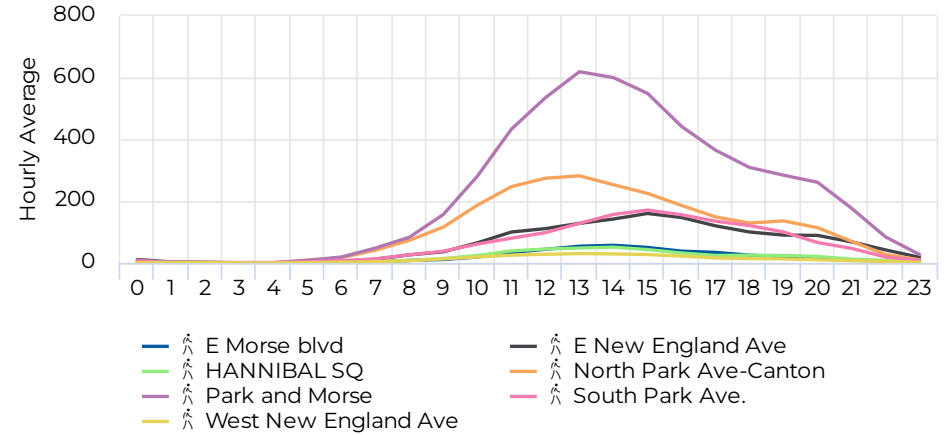 800
600
400
200
0
Hourly Average
0 1 2 3 4 5 6 7 8 9 10 11 12 13 14 15 16 17 18 19 20 21 22 23
E Morse blvd E New England Ave
HANNIBAL SQ North Park Ave-Canton
Park and Morse South Park Ave.
West New England Ave